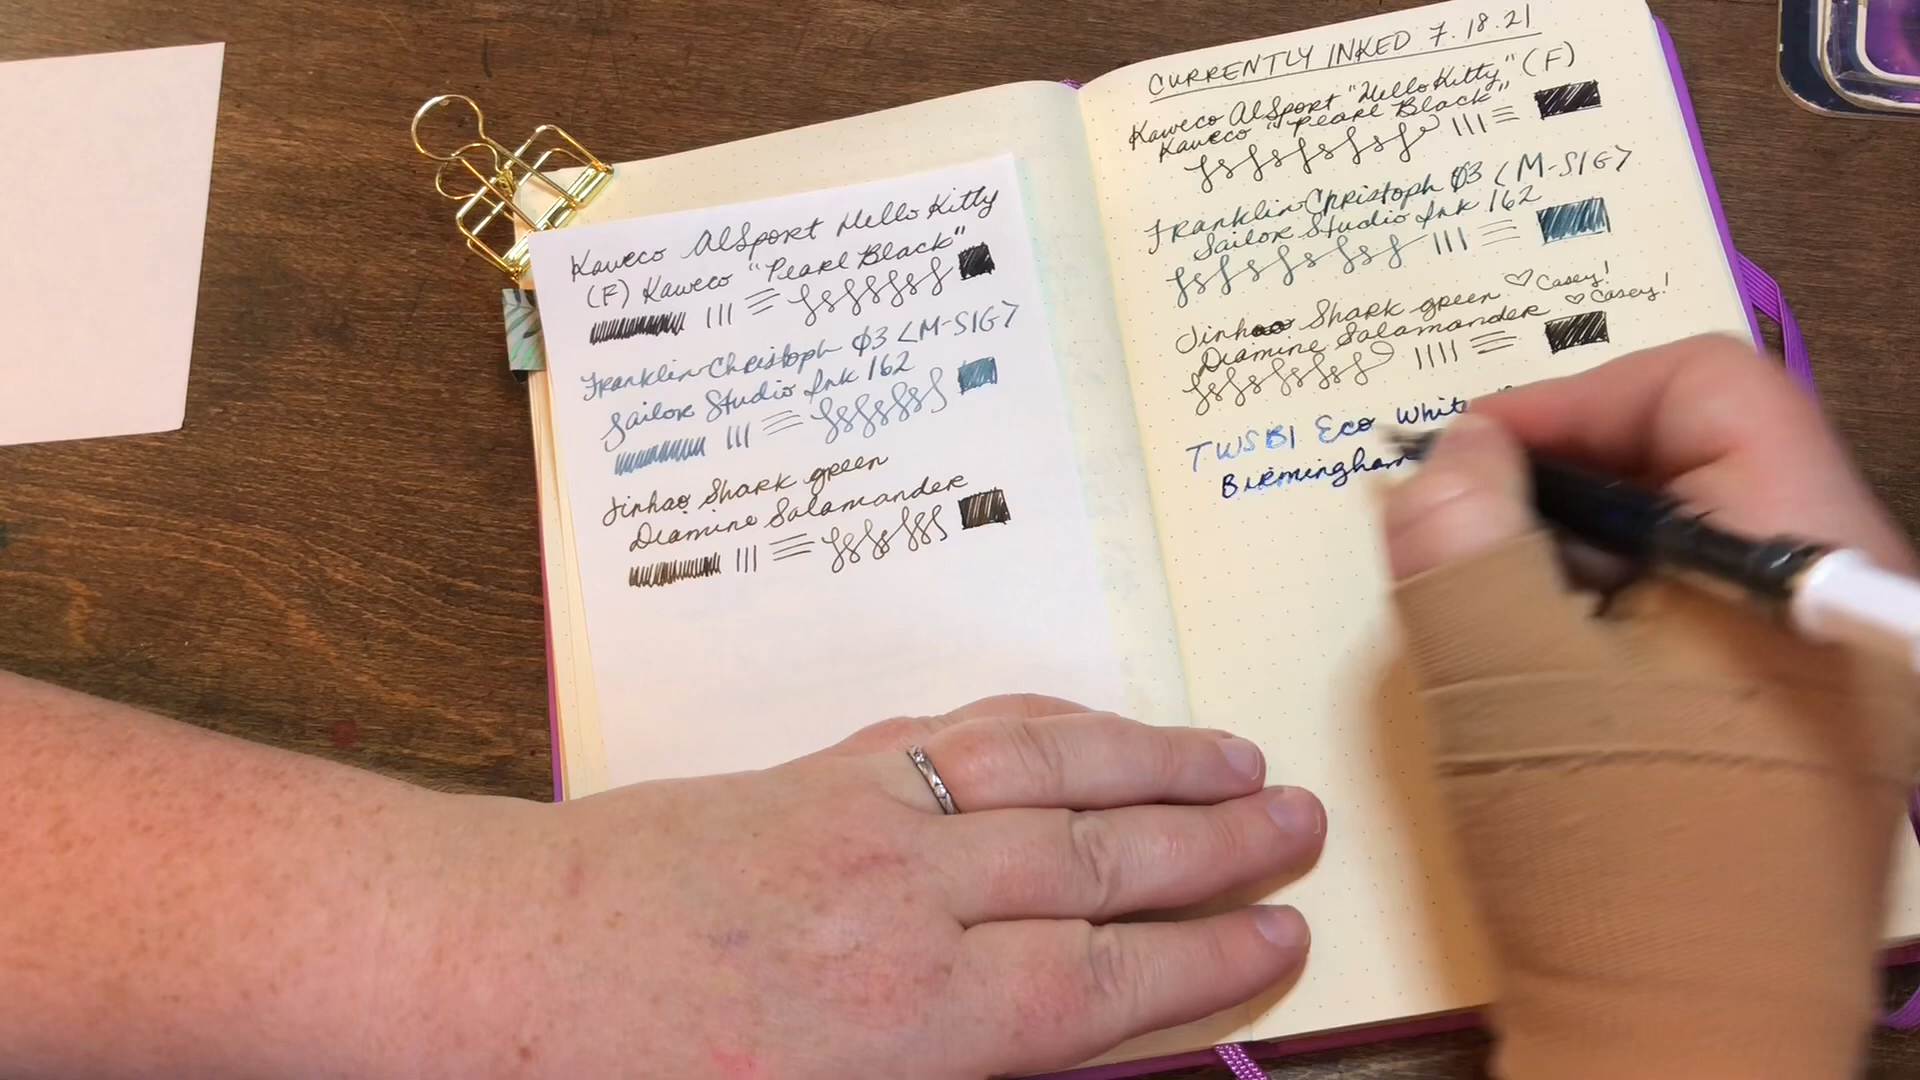 Kaweco AlSport Hello Kitty
(F) Kaweco "Pearl Black"
Franklin-Christoph 03 <M-SIG>
Sailor Studio Ink 162
Jinhao Shark green
Diamine Salamander
CURRENTLY INKED 7.18.21
Kaweco AlSport "Hello Kitty" (F)
Kaweco "Pearl Black"
Franklin-Christoph 03 <M-SIG>
Sailor Studio Ink 162
Jinhao Shark green ♡ Casey!
Diamine Salamander ♡ Casey!
TWSBI Eco White
Birmingham